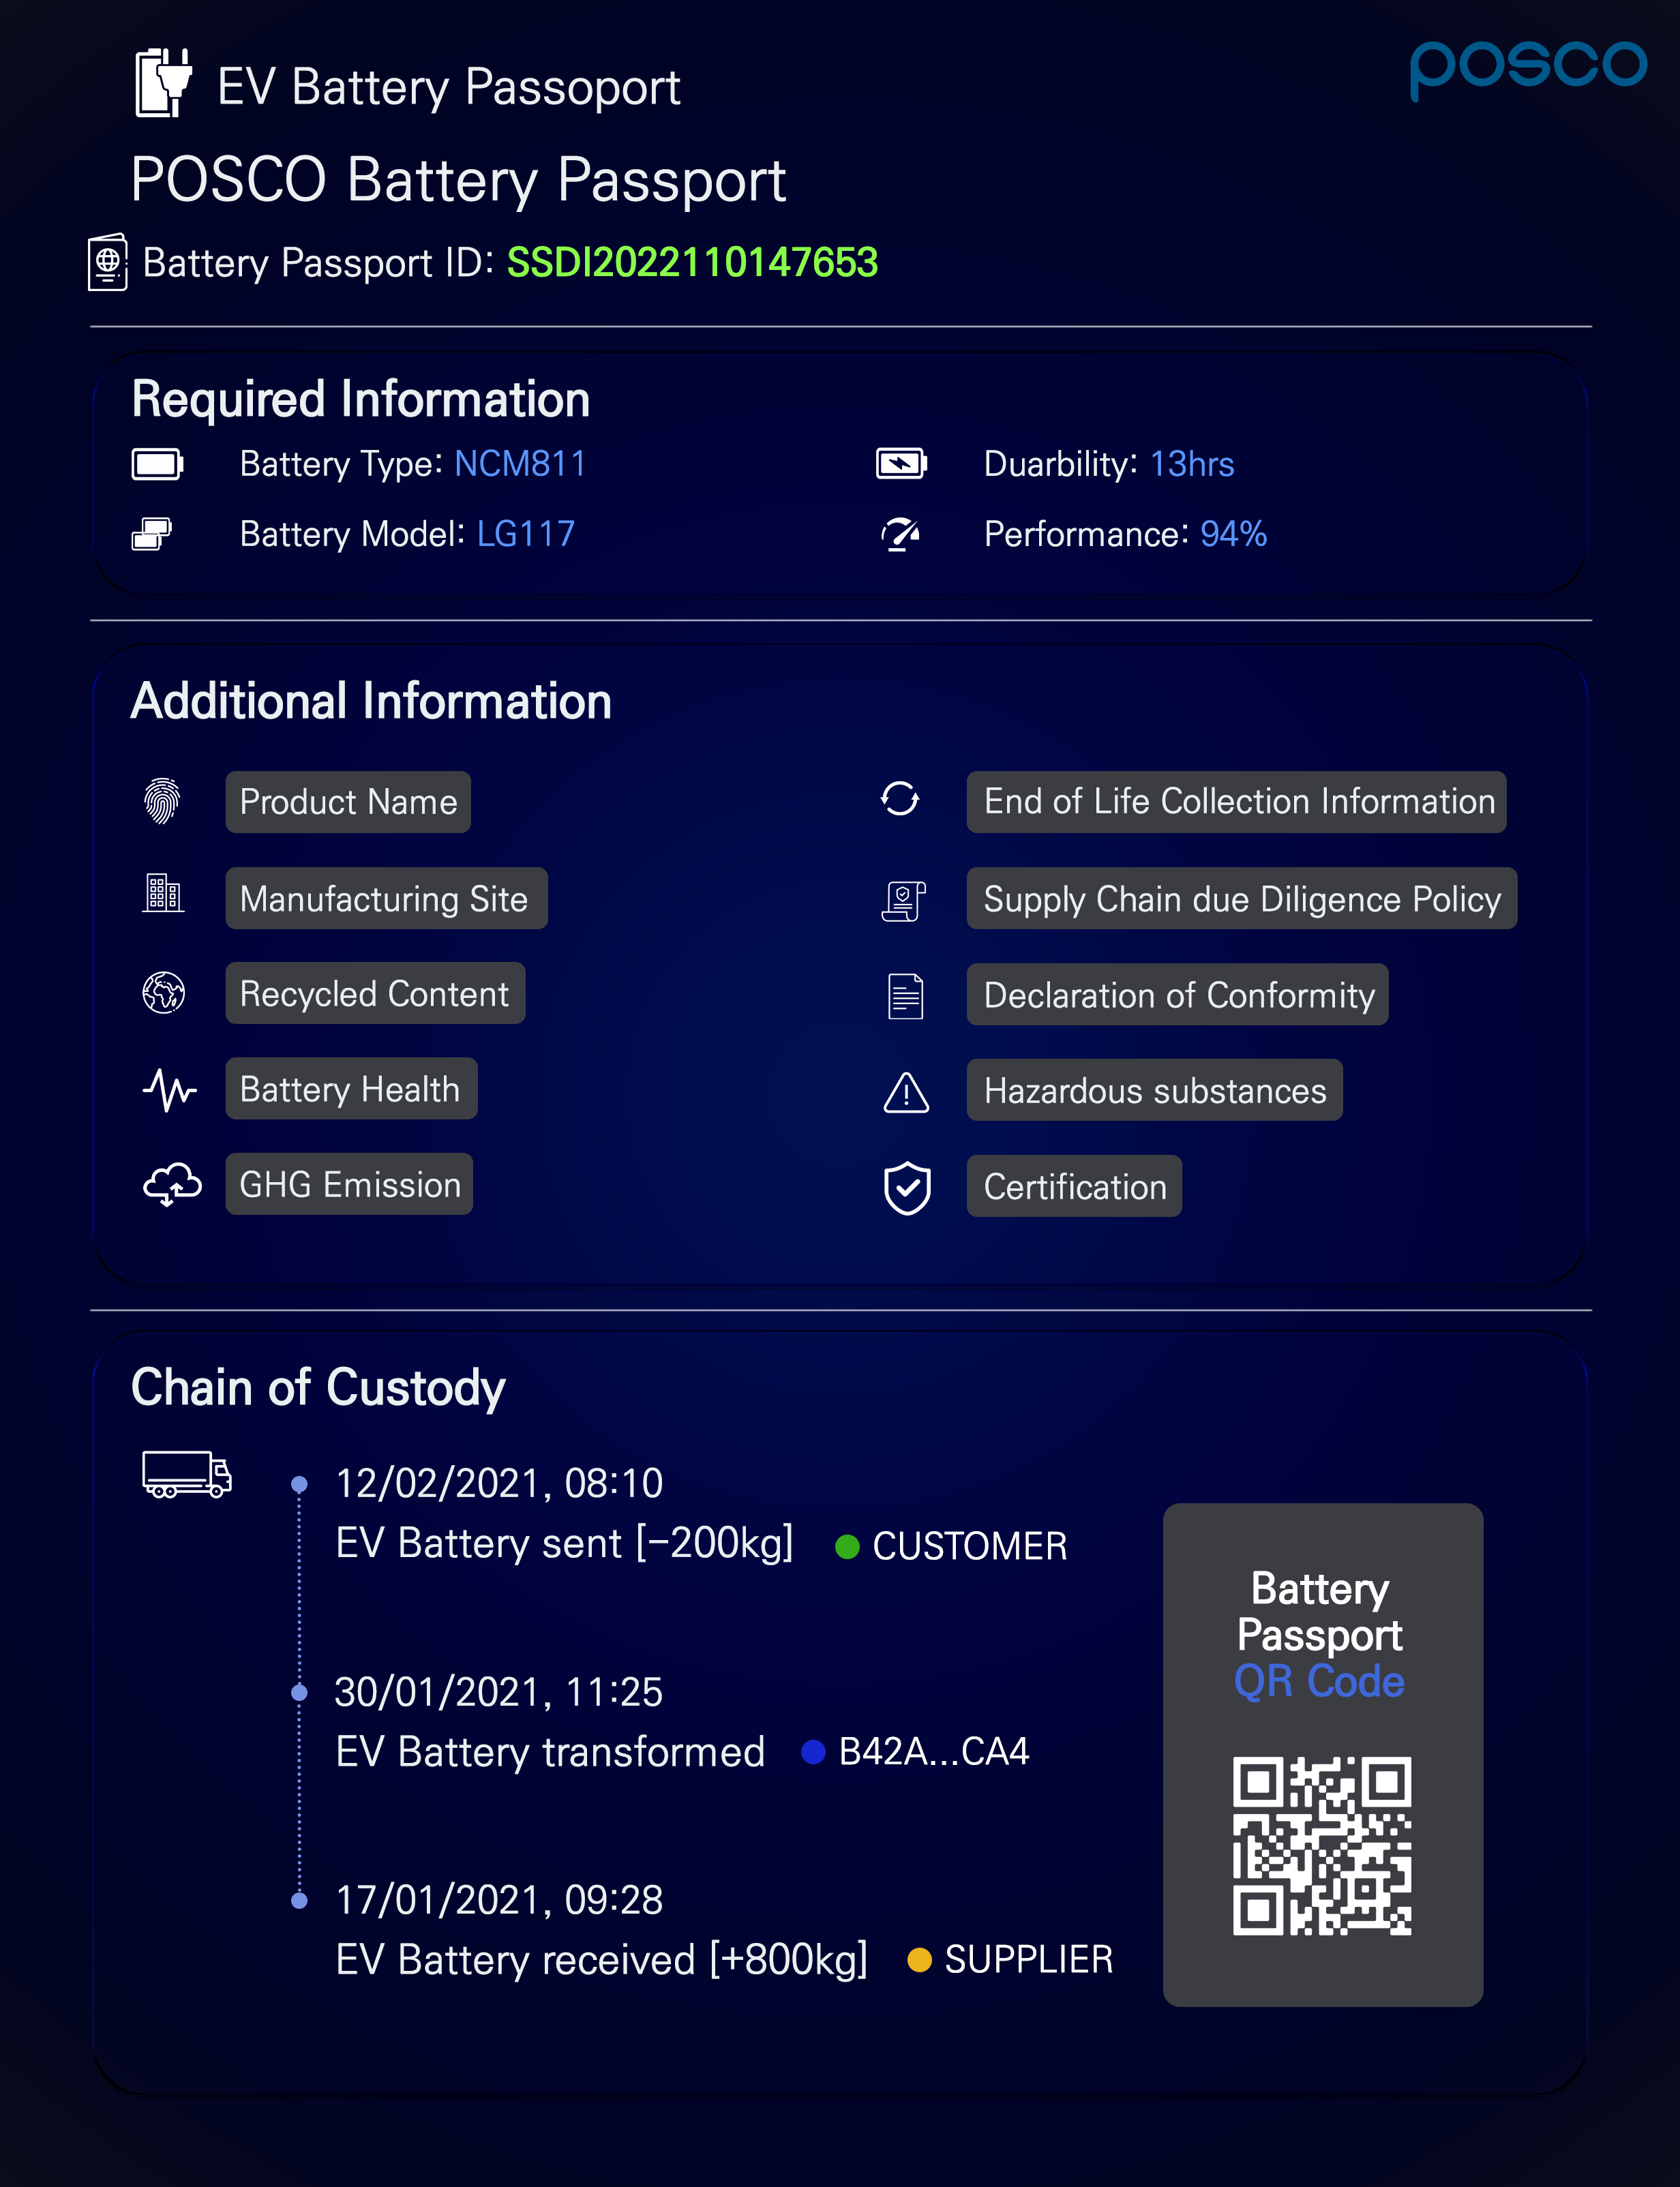 posco
EV Battery Passoport
POSCO Battery Passport
Battery Passport ID: SSDI2022110147653
Required Information
Battery Type: NCM811
Duarbility: 13hrs
Battery Model: LG117
Performance: 94%
Additional Information
Product Name
End of Life Collection Information
Manufacturing Site
Supply Chain due Diligence Policy
Recycled Content
Declaration of Conformity
Battery Health
Hazardous substances
GHG Emission
Certification
Chain of Custody
12/02/2021, 08:10
EV Battery sent [-200kg] CUSTOMER
30/01/2021, 11:25
EV Battery transformed B42A...CA4
17/01/2021, 09:28
EV Battery received [+800kg] SUPPLIER
Battery
Passport
QR Code